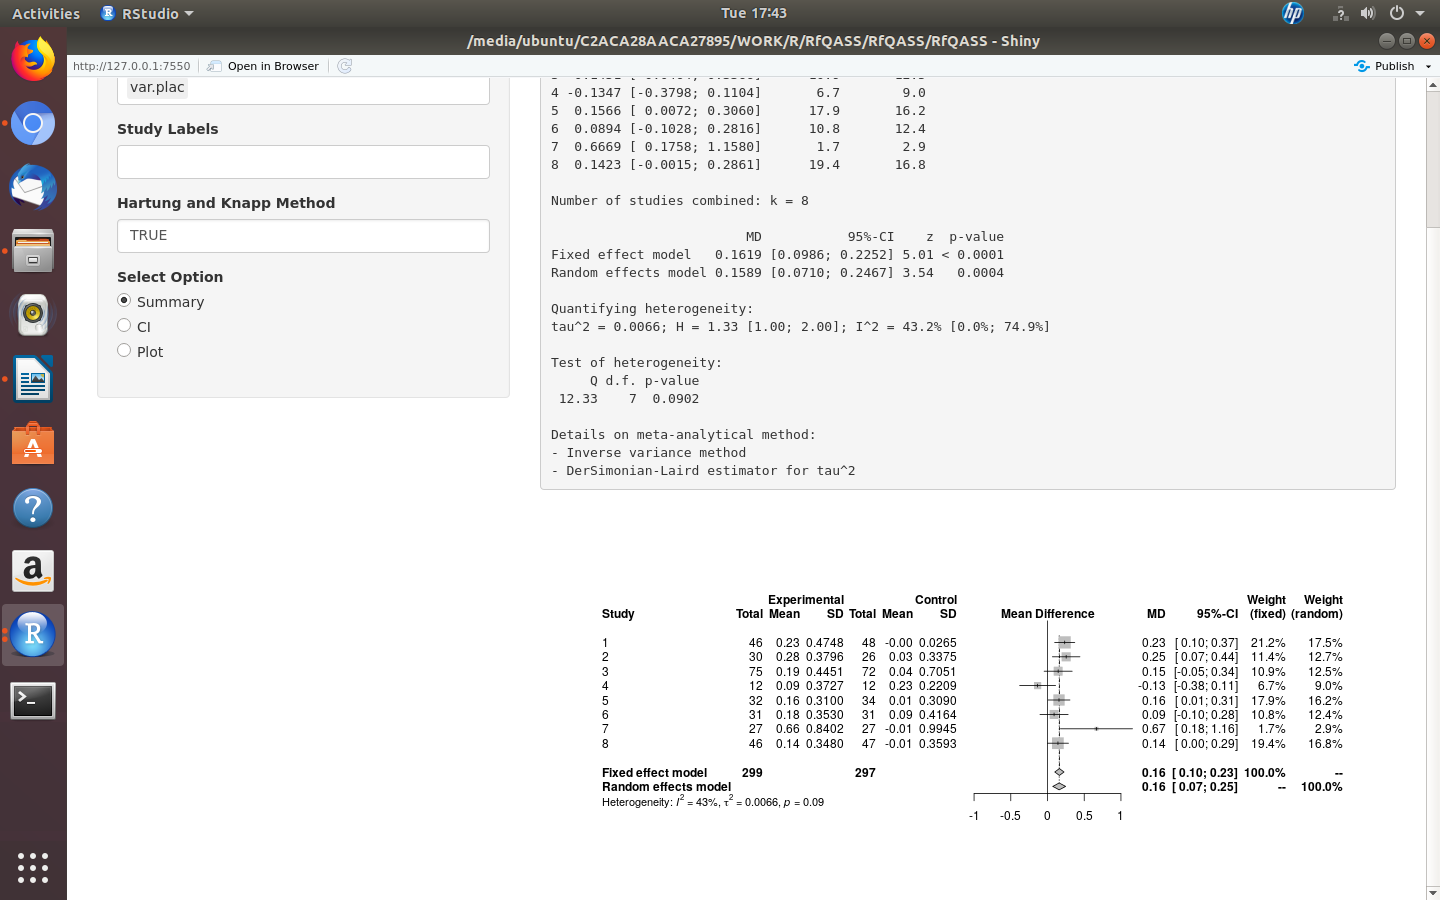 Activities RStudio Tue 17:43
/media/ubuntu/C2ACA28AACA27895/WORK/R/RfQASS/RfQASS/RfQASS - Shiny
http://127.0.0.1:7550 Open in Browser Publish
var.plac
Study Labels
Hartung and Knapp Method
TRUE
Select Option
Summary
CI
Plot
4 -0.1347 [-0.3798; 0.1104] 6.7 9.0
5 0.1566 [ 0.0072; 0.3060] 17.9 16.2
6 0.0894 [-0.1028; 0.2816] 10.8 12.4
7 0.6669 [ 0.1758; 1.1580] 1.7 2.9
8 0.1423 [-0.0015; 0.2861] 19.4 16.8
Number of studies combined: k = 8
MD 95%-CI z p-value
Fixed effect model 0.1619 [0.0986; 0.2252] 5.01 < 0.0001
Random effects model 0.1589 [0.0710; 0.2467] 3.54 0.0004
Quantifying heterogeneity:
tau^2 = 0.0066; H = 1.33 [1.00; 2.00]; I^2 = 43.2% [0.0%; 74.9%]
Test of heterogeneity:
Q d.f. p-value
12.33 7 0.0902
Details on meta-analytical method:
- Inverse variance method
- DerSimonian-Laird estimator for tau^2
Experimental Control Weight Weight
Study Total Mean SD Total Mean SD Mean Difference MD 95%-CI (fixed) (random)
1 46 0.23 0.4748 48 -0.00 0.0265 0.23 [ 0.10; 0.37] 21.2% 17.5%
2 30 0.28 0.3796 26 0.03 0.3375 0.25 [ 0.07; 0.44] 11.4% 12.7%
3 75 0.19 0.4451 72 0.04 0.7051 0.15 [-0.05; 0.34] 10.9% 12.5%
4 12 0.09 0.3727 12 0.23 0.2209 -0.13 [-0.38; 0.11] 6.7% 9.0%
5 32 0.16 0.3100 34 0.01 0.3090 0.16 [ 0.01; 0.31] 17.9% 16.2%
6 31 0.18 0.3530 31 0.09 0.4164 0.09 [-0.10; 0.28] 10.8% 12.4%
7 27 0.66 0.8402 27 -0.01 0.9945 0.67 [ 0.18; 1.16] 1.7% 2.9%
8 46 0.14 0.3480 47 -0.01 0.3593 0.14 [ 0.00; 0.29] 19.4% 16.8%
Fixed effect model 299 297 0.16 [ 0.10; 0.23] 100.0% --
Random effects model 0.16 [ 0.07; 0.25] -- 100.0%
Heterogeneity: I² = 43%, τ² = 0.0066, p = 0.09
-1 -0.5 0 0.5 1